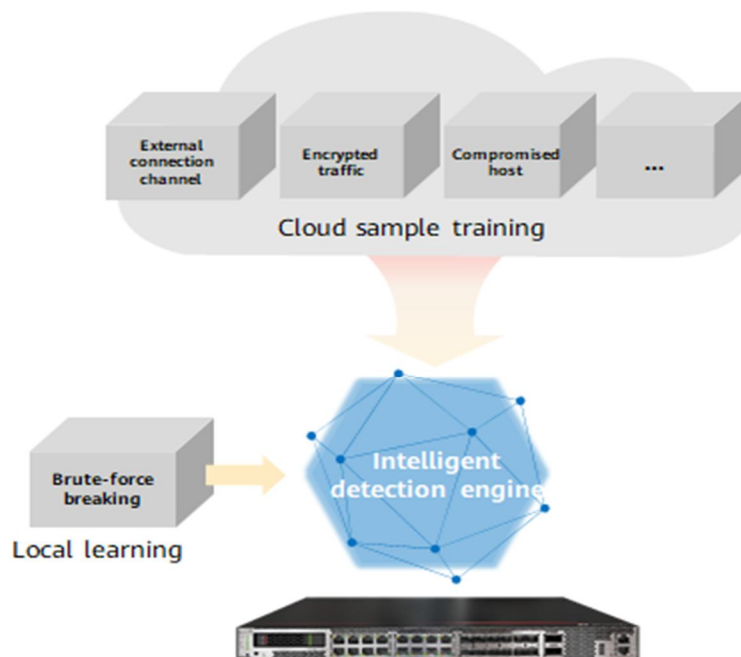 External
connection
channel
Encrypted
traffic
Compromised
host
...
Cloud sample training
Brute-force
breaking
Local learning
Intelligent
detection engine